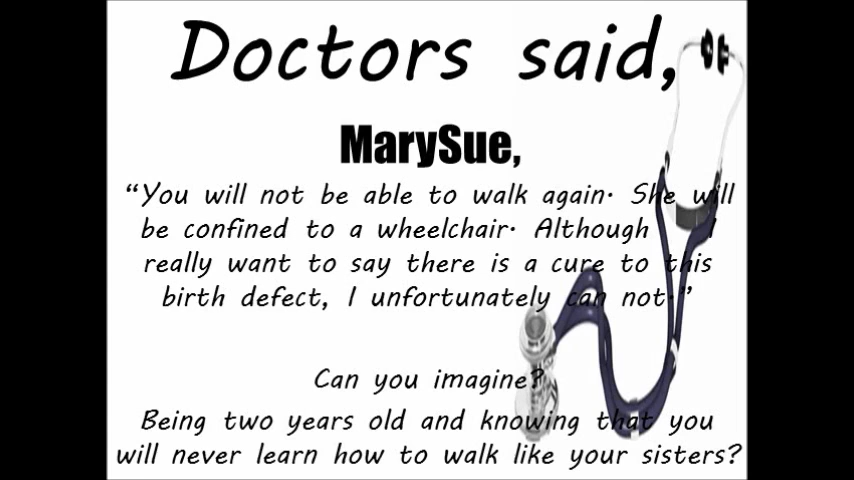 Doctors said,
MarySue,
“You will not be able to walk again. She will
be confined to a wheelchair. Although I
really want to say there is a cure to this
birth defect, I unfortunately can not.”
Can you imagine?
Being two years old and knowing that you
will never learn how to walk like your sisters?